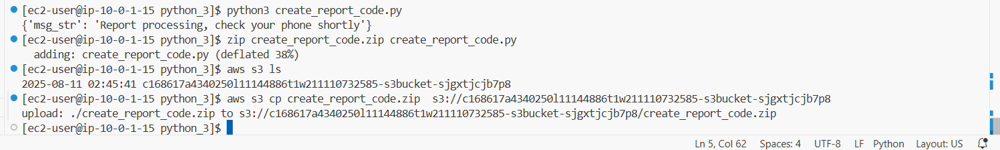 [ec2-user@ip-10-0-1-15 python_3]$ python3 create_report_code.py
{'msg_str': 'Report processing, check your phone shortly'}
[ec2-user@ip-10-0-1-15 python_3]$ zip create_report_code.zip create_report_code.py
  adding: create_report_code.py (deflated 38%)
[ec2-user@ip-10-0-1-15 python_3]$ aws s3 ls
2025-08-11 02:45:41 c168617a4340250l11144886t1w211110732585-s3bucket-sjgxtjcjb7p8
[ec2-user@ip-10-0-1-15 python_3]$ aws s3 cp create_report_code.zip  s3://c168617a4340250l11144886t1w211110732585-s3bucket-sjgxtjcjb7p8
upload: ./create_report_code.zip to s3://c168617a4340250l11144886t1w211110732585-s3bucket-sjgxtjcjb7p8/create_report_code.zip
[ec2-user@ip-10-0-1-15 python_3]$
Ln 5, Col 62 Spaces: 4 UTF-8 LF Python Layout: US